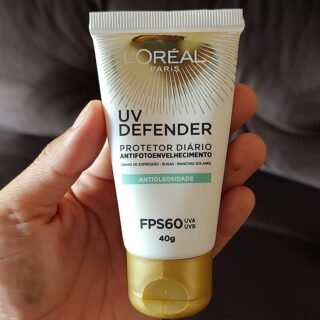 L'ORÉAL
PARIS
UV
DEFENDER
PROTETOR DIÁRIO
ANTIFOTOENVELHECIMENTO
LINHAS DE EXPRESSÃO - RUGAS - MANCHAS SOLARES
ANTIOLEOSIDADE
FPS60 UVA
UVB
40g